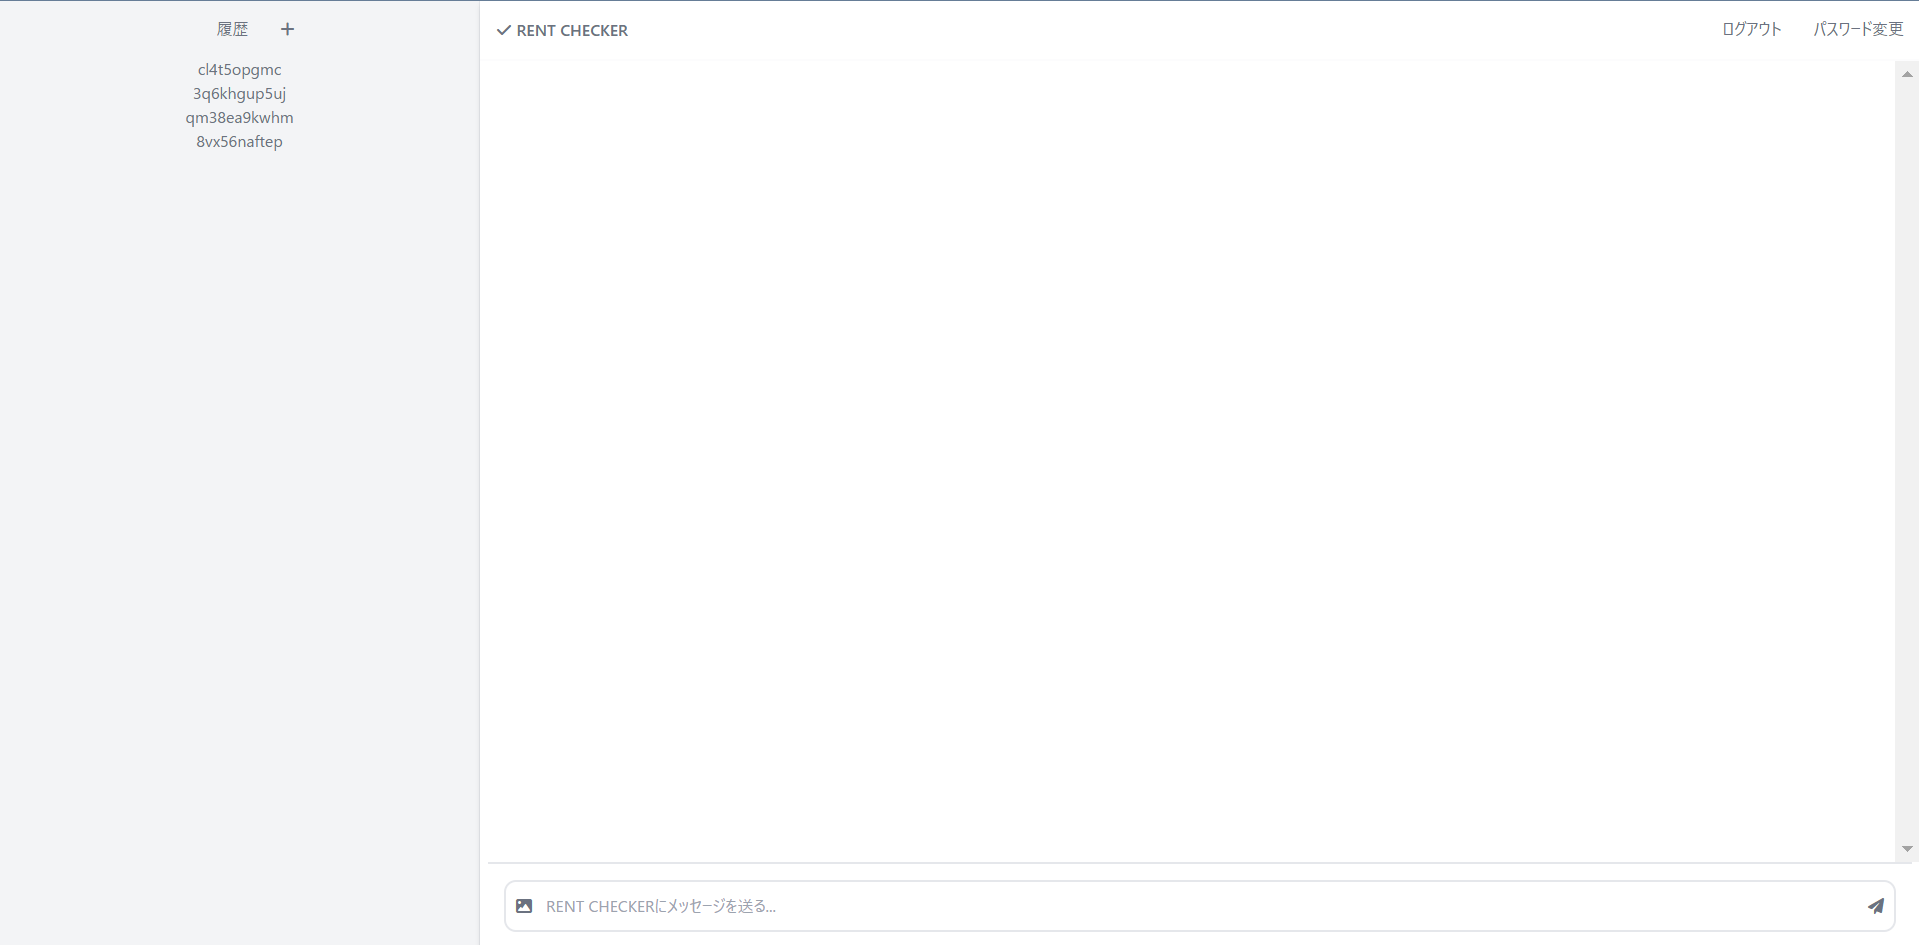 履歴
cl4t5opgmc
3q6khgup5uj
qm38ea9kwhm
8vx56naftep
RENT CHECKER
ログアウト パスワード変更
RENT CHECKERにメッセージを送る...